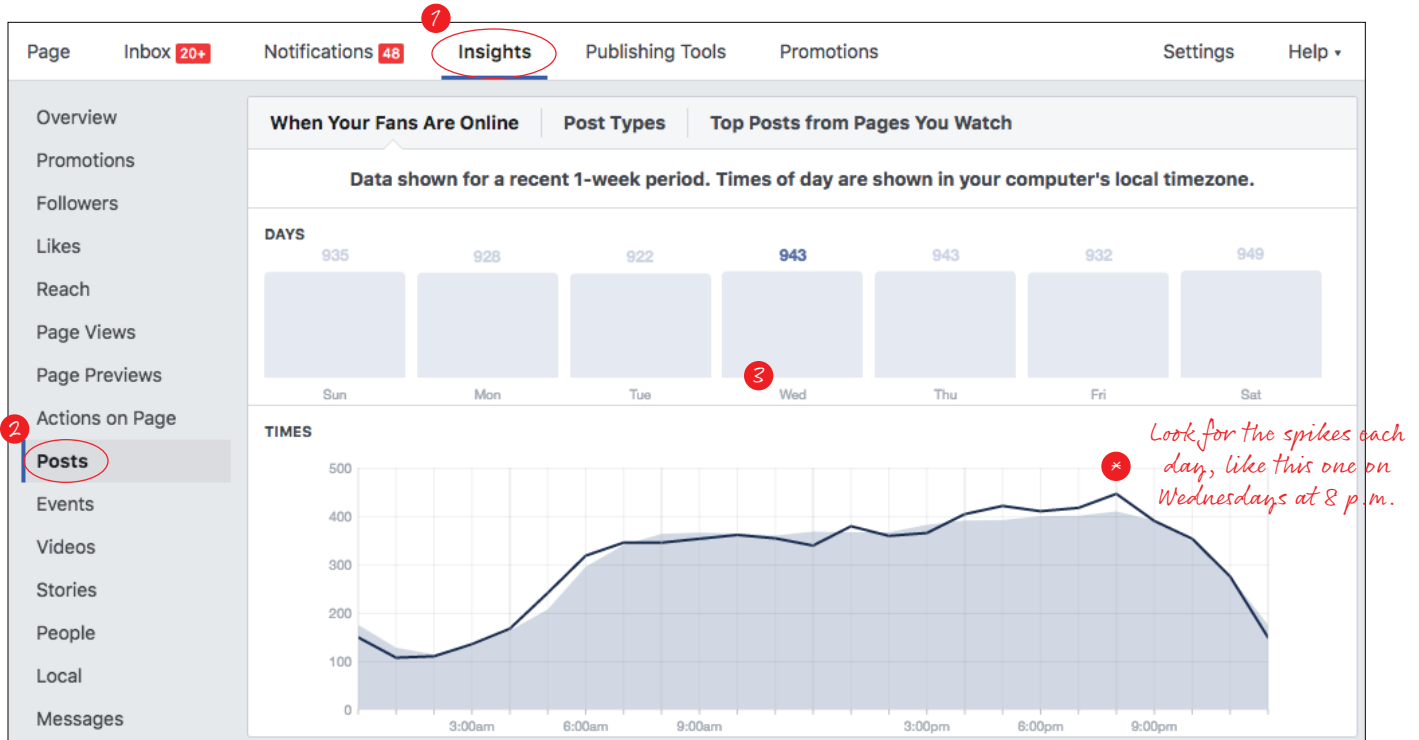 1
Page Inbox 20+ Notifications 48 Insights Publishing Tools Promotions Settings Help
Overview
Promotions
Followers
Likes
Reach
Page Views
Page Previews
Actions on Page
2
Posts
Events
Videos
Stories
People
Local
Messages
When Your Fans Are Online Post Types Top Posts from Pages You Watch
Data shown for a recent 1-week period. Times of day are shown in your computer's local timezone.
DAYS
935 928 922 943 943 932 949
3
Sun Mon Tue Wed Thu Fri Sat
TIMES
Look for the spikes each
* day, like this one on
Wednesdays at 8 p.m.
500
400
300
200
100
0
3:00am 6:00am 9:00am 3:00pm 6:00pm 9:00pm